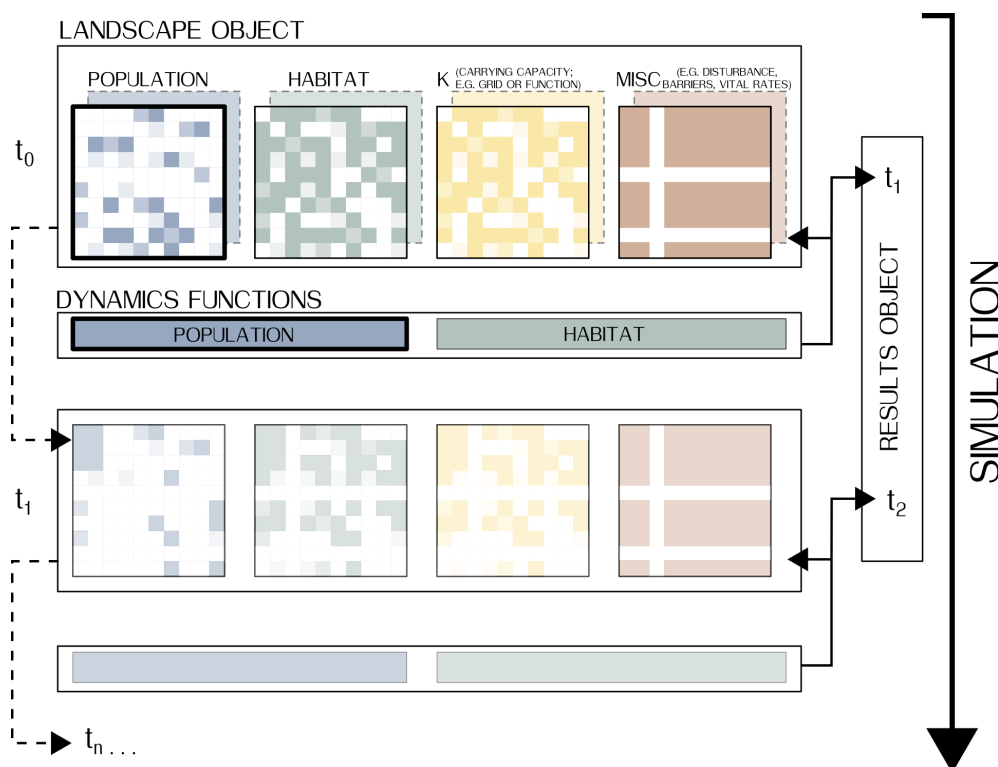 LANDSCAPE OBJECT
POPULATION
HABITAT
K (CARRYING CAPACITY;
E.G. GRID OR FUNCTION)
MISC (E.G. DISTURBANCE,
BARRIERS, VITAL RATES)
t0
t1
DYNAMICS FUNCTIONS
POPULATION
HABITAT
RESULTS OBJECT
SIMULATION
t1
t2
tn . . .